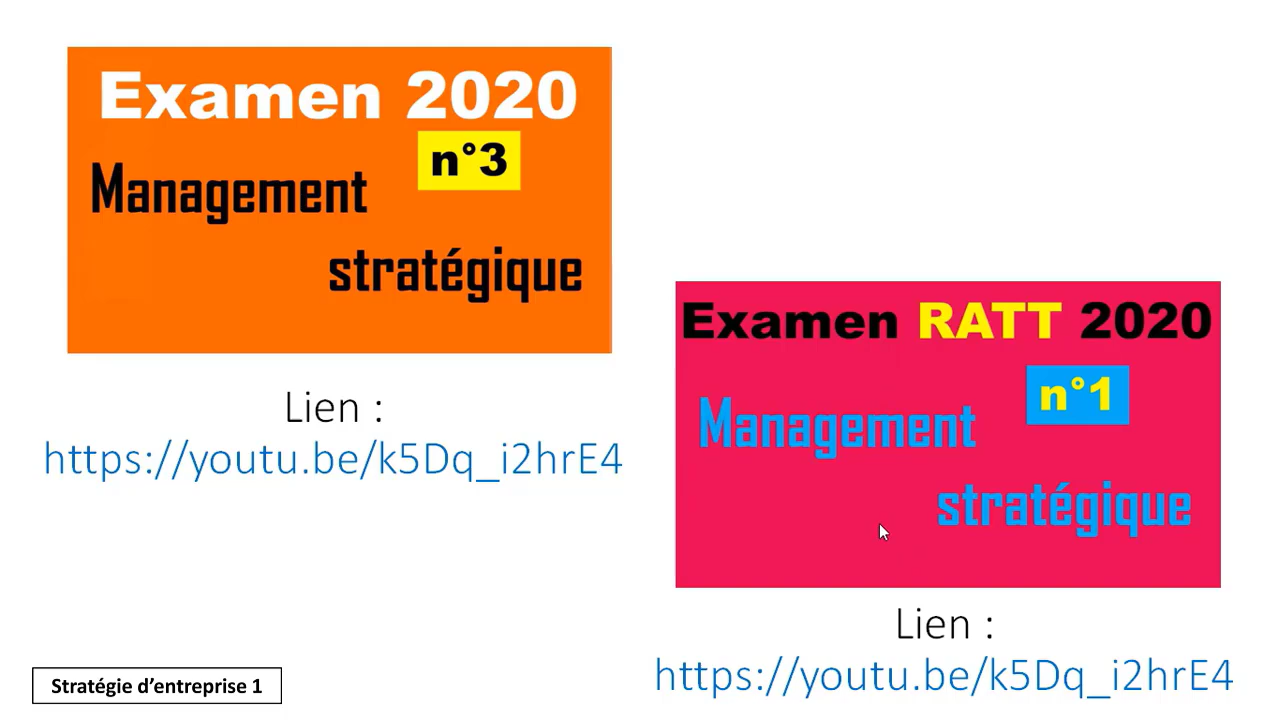 Examen 2020
n°3
Management
stratégique
Lien :
https://youtu.be/k5Dq_i2hrE4
Examen RATT 2020
n°1
Management
stratégique
Lien :
https://youtu.be/k5Dq_i2hrE4
Stratégie d’entreprise 1